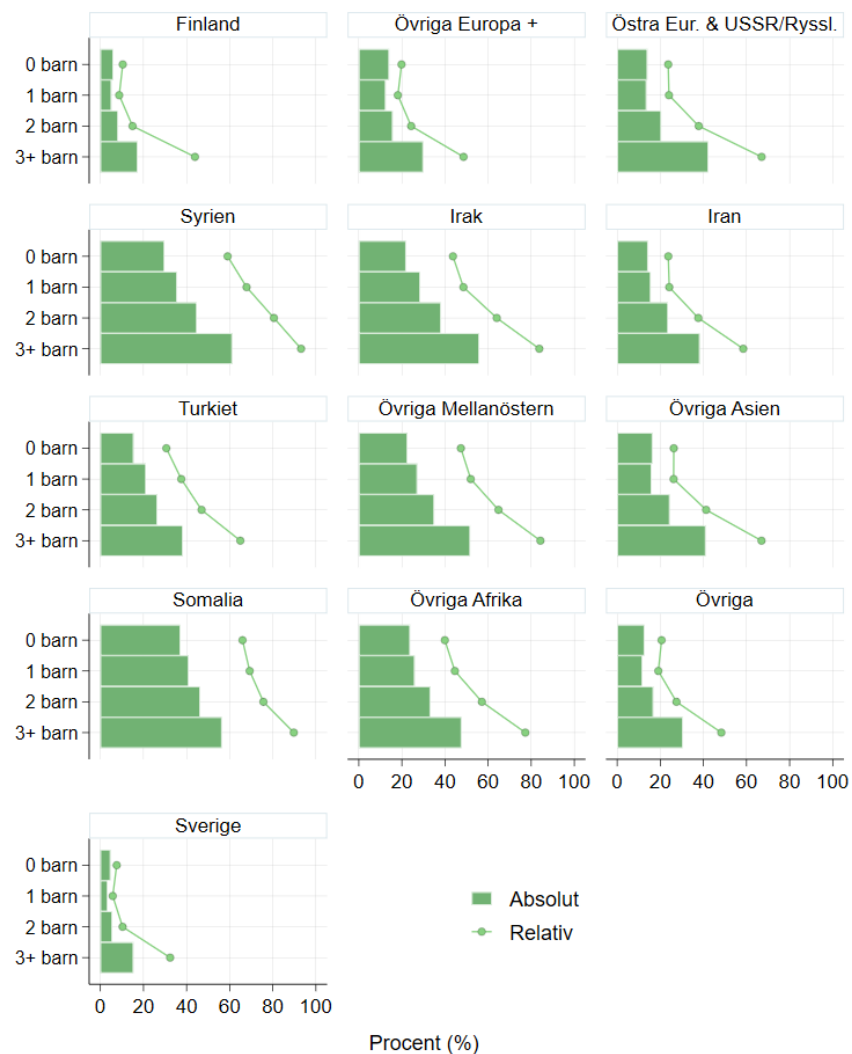 Finland
Övriga Europa +
Östra Eur. & USSR/Ryssl.
0 barn
1 barn
2 barn
3+ barn
Syrien
Irak
Iran
0 barn
1 barn
2 barn
3+ barn
Turkiet
Övriga Mellanöstern
Övriga Asien
0 barn
1 barn
2 barn
3+ barn
Somalia
Övriga Afrika
Övriga
0 barn
1 barn
2 barn
3+ barn
0 20 40 60 80 100
0 20 40 60 80 100
Sverige
0 barn
1 barn
2 barn
3+ barn
0 20 40 60 80 100
Absolut
Relativ
Procent (%)